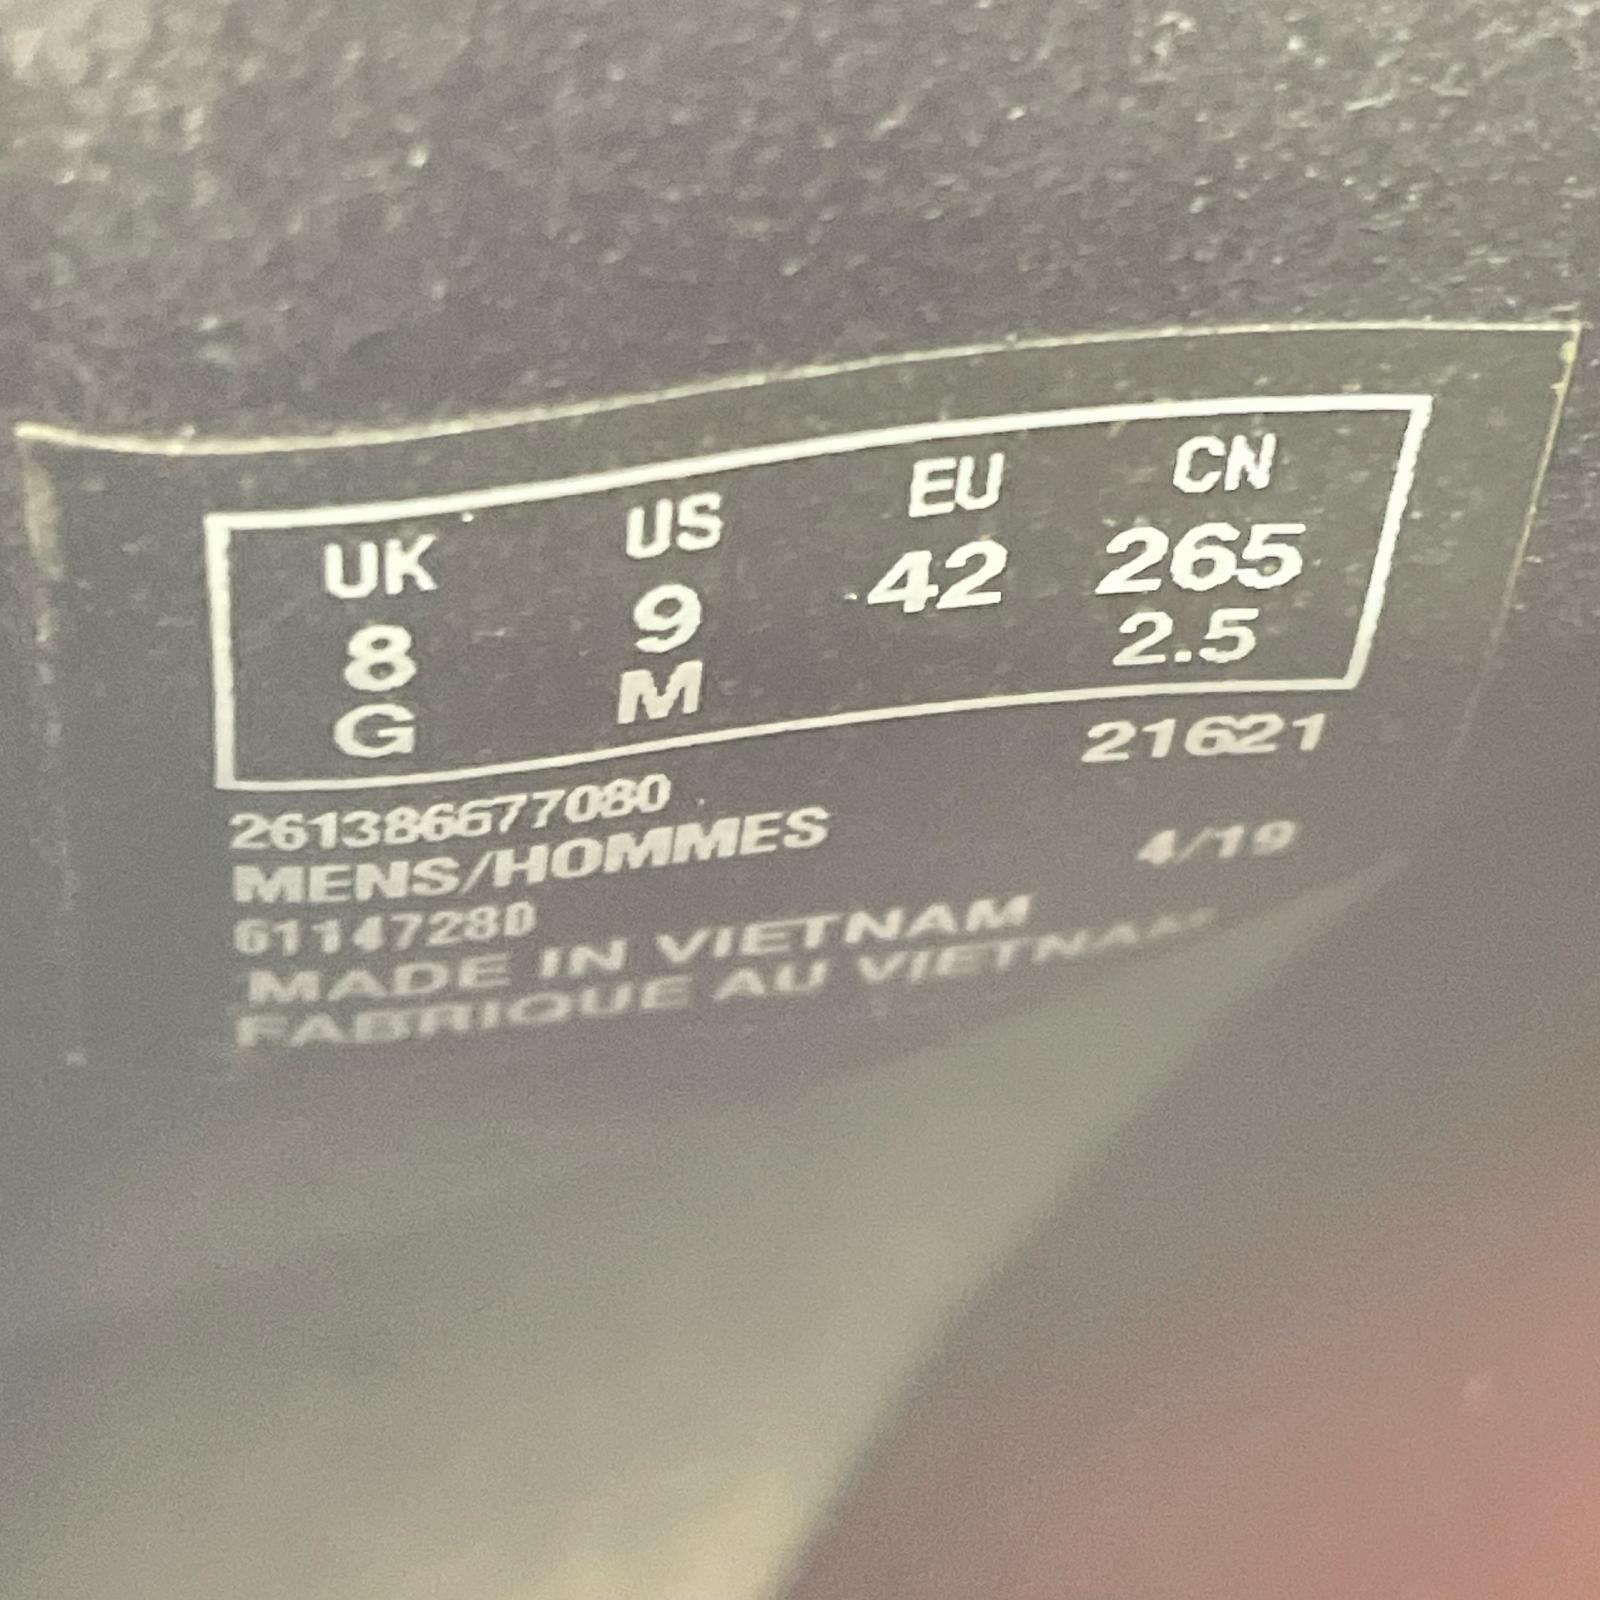 UK US EU CN
8 9 42 265
G M 2.5
21621
261386677080
MENS/HOMMES 4/19
61147280
MADE IN VIETNAM
FABRIQUE AU VIETNAM